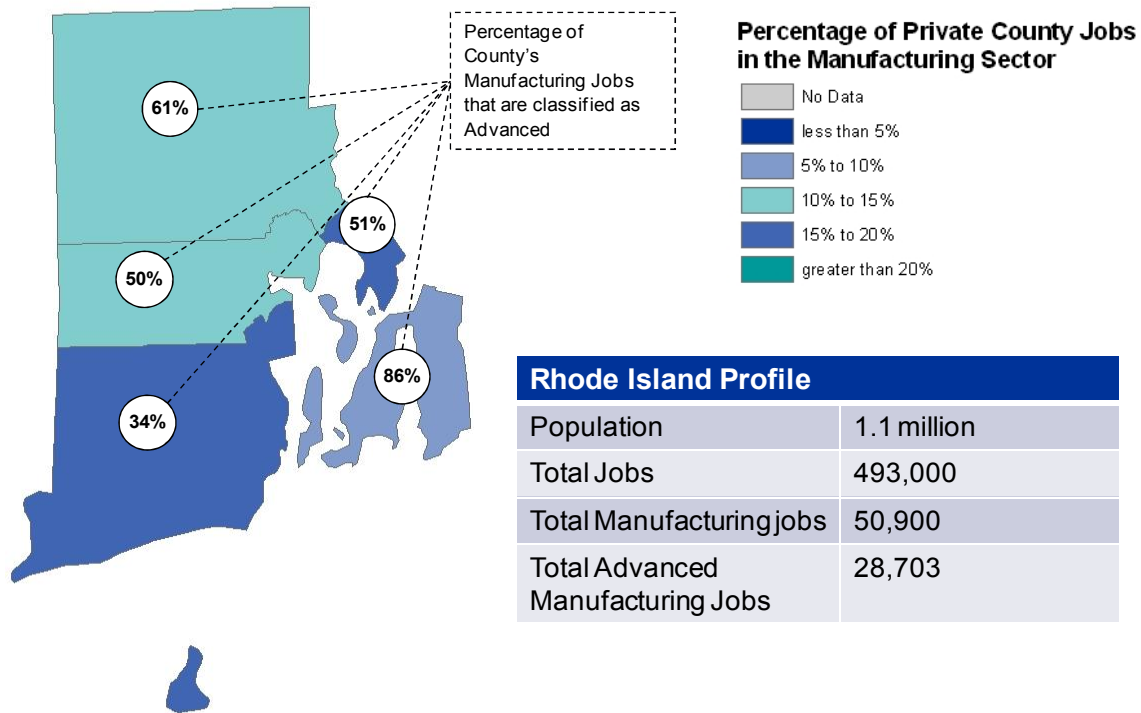 Percentage of
County's
Manufacturing Jobs
that are classified as
Advanced
Percentage of Private County Jobs
in the Manufacturing Sector
No Data
less than 5%
5% to 10%
10% to 15%
15% to 20%
greater than 20%
61%
51%
50%
86%
34%
Rhode Island Profile
Population 1.1 million
Total Jobs 493,000
Total Manufacturing jobs 50,900
Total Advanced 28,703
Manufacturing Jobs